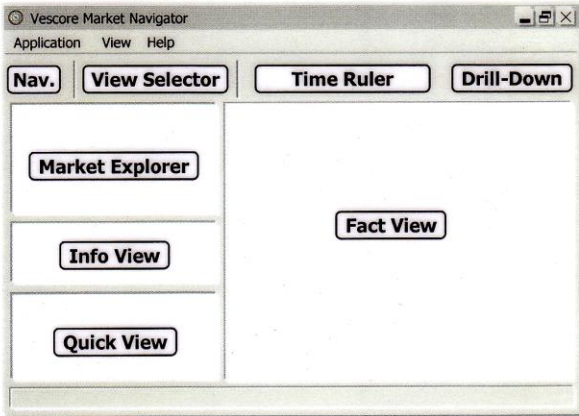 Vescore Market Navigator
Application View Help
Nav. View Selector Time Ruler Drill-Down
Market Explorer
Fact View
Info View
Quick View